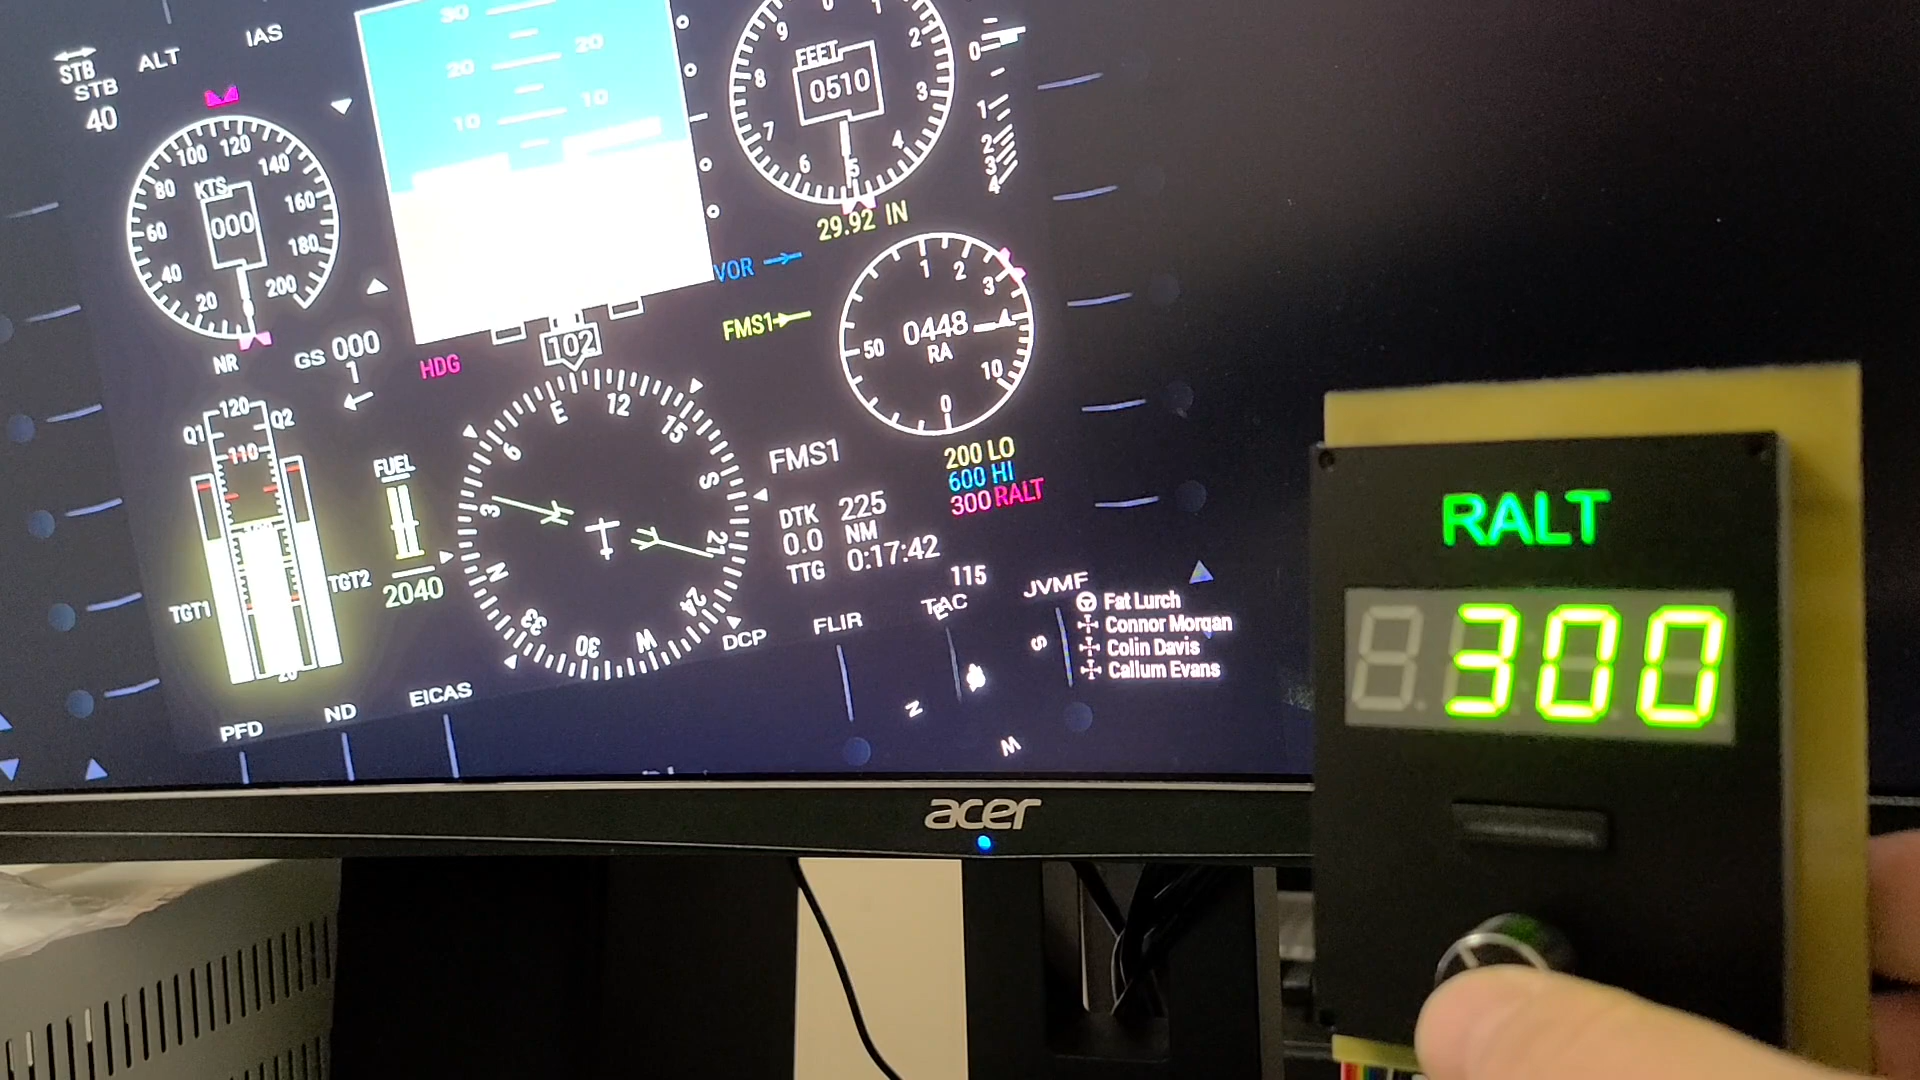 STB
STB
40
ALT
IAS
30
20
20
10
10
9
0
1
2
3
4
5
6
7
8
FEET
0510
29.92 IN
0
1
2
3
4
100
120
140
160
180
200
80
60
40
20
KTS
000
NR
GS 000
1
HDG
102
VOR
FMS1
1
2
3
10
0
50
0448
RA
200 LO
600 HI
300 RALT
120
Q1
Q2
110
TGT1
TGT2
FUEL
2040
E
12
15
S
21
24
W
30
33
N
3
6
FMS1
DTK 225
0.0 NM
TTG 0:17:42
115
JVMF
Fat Lurch
Connor Morgan
Colin Davis
Callum Evans
TAC
FLIR
DCP
EICAS
ND
PFD
S
N
W
acer
RALT
300